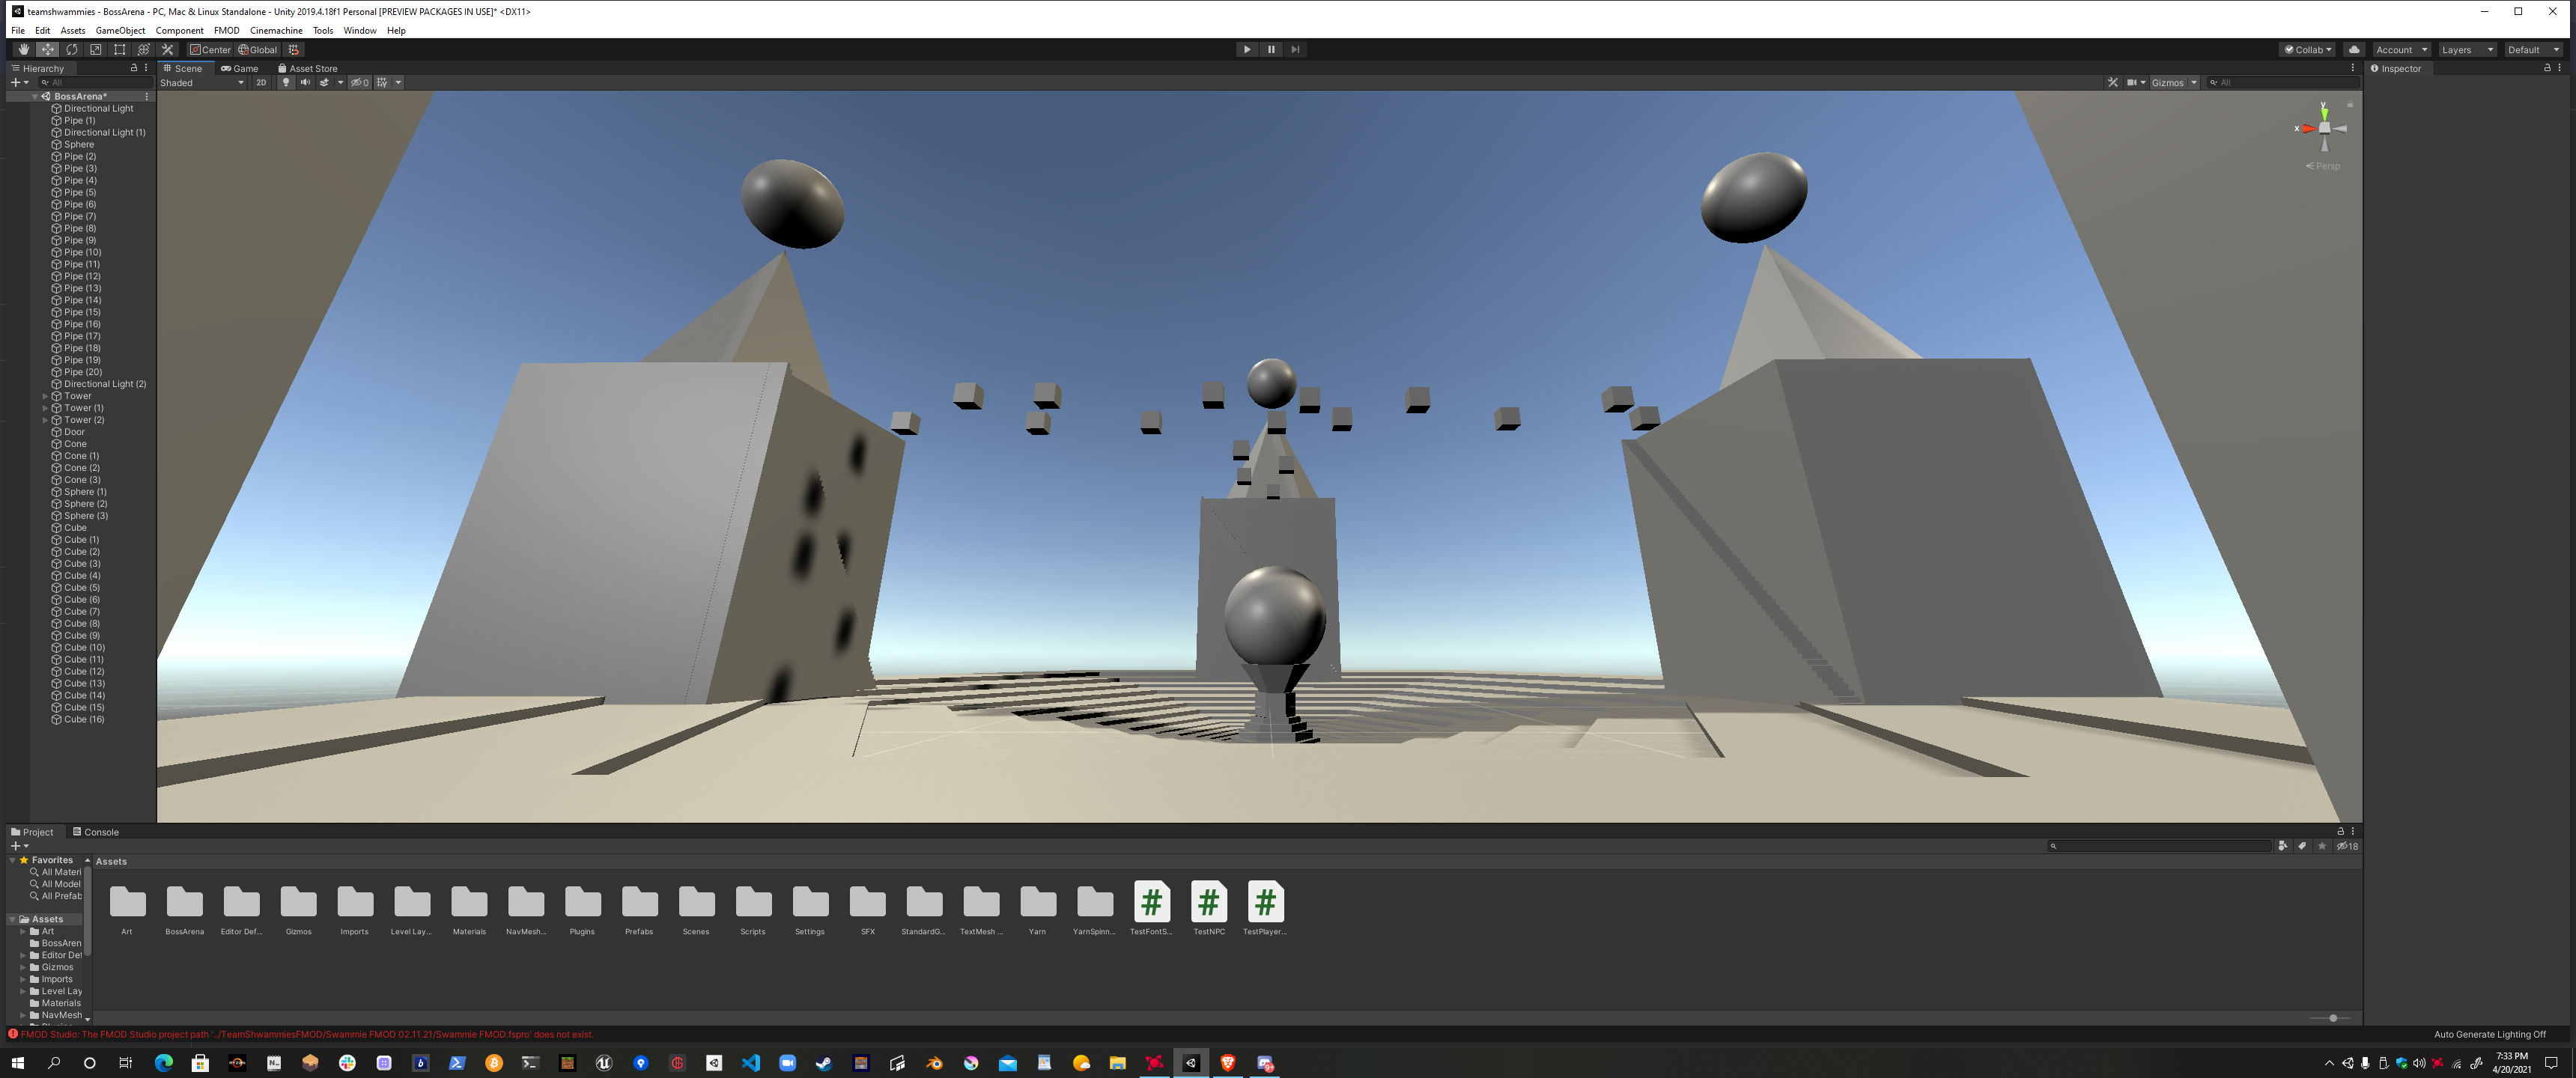 teamshwammies - BossArena - PC, Mac & Linux Standalone - Unity 2019.4.18f1 Personal [PREVIEW PACKAGES IN USE]* <DX11>
File Edit Assets GameObject Component FMOD Cinemachine Tools Window Help
Center Global Collab Account Layers Default
Hierarchy Scene Game Asset Store Inspector
All Shaded 2D 0 Gizmos All
BossArena*
Directional Light
Pipe (1)
Directional Light (1)
Sphere
Pipe (2)
Pipe (3)
Pipe (4)
Pipe (5)
Pipe (6)
Pipe (7)
Pipe (8)
Pipe (9)
Pipe (10)
Pipe (11)
Pipe (12)
Pipe (13)
Pipe (14)
Pipe (15)
Pipe (16)
Pipe (17)
Pipe (18)
Pipe (19)
Pipe (20)
Directional Light (2)
Tower
Tower (1)
Tower (2)
Door
Cone
Cone (1)
Cone (2)
Cone (3)
Sphere (1)
Sphere (2)
Sphere (3)
Cube
Cube (1)
Cube (2)
Cube (3)
Cube (4)
Cube (5)
Cube (6)
Cube (7)
Cube (8)
Cube (9)
Cube (10)
Cube (11)
Cube (12)
Cube (13)
Cube (14)
Cube (15)
Cube (16)
y
x
Persp
Project Console
18
Favorites
All Materi
All Model
All Prefab
Assets
Art
BossAren
Editor Def
Gizmos
Imports
Level Lay
Materials
NavMesh
Assets
Art BossArena Editor Def... Gizmos Imports Level Lay... Materials NavMesh... Plugins Prefabs Scenes Scripts Settings SFX StandardG... TextMesh ... Yarn YarnSpinn... TestFontS... TestNPC TestPlayer...
FMOD Studio: The FMOD Studio project path '../TeamShwammiesFMOD/Swammie FMOD 02.11.21/Swammie FMOD.fspro' does not exist.
Auto Generate Lighting Off
7:33 PM
4/20/2021